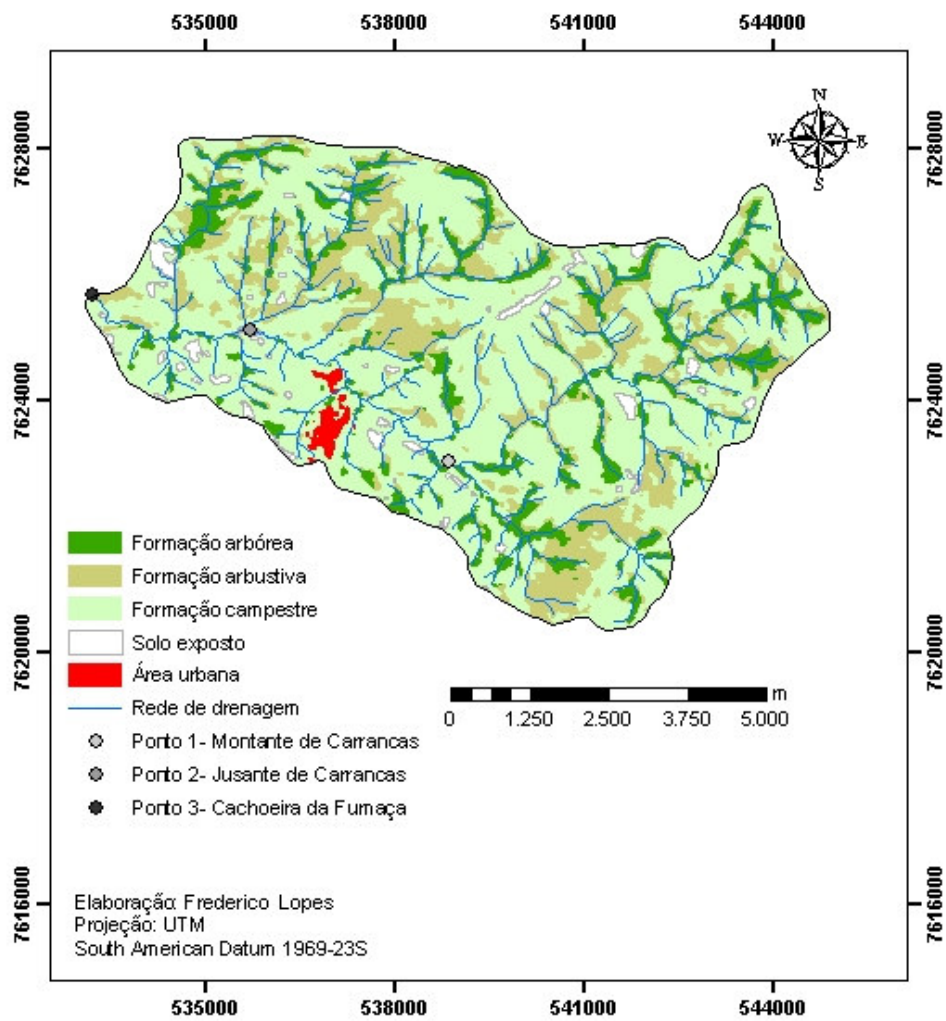 535000 538000 541000 544000
N
W E
S
7628000 7628000
7624000 7624000
Formação arbórea
Formação arbustiva
Formação campestre
Solo exposto
Área urbana
Rede de drenagem
Ponto 1- Montante de Carrancas
Ponto 2- Jusante de Carrancas
Ponto 3- Cachoeira da Fumaça
7620000 7620000
m
0 1.250 2.500 3.750 5.000
Elaboração: Frederico Lopes
Projeção: UTM
South American Datum 1969-23S
7616000 7616000
535000 538000 541000 544000